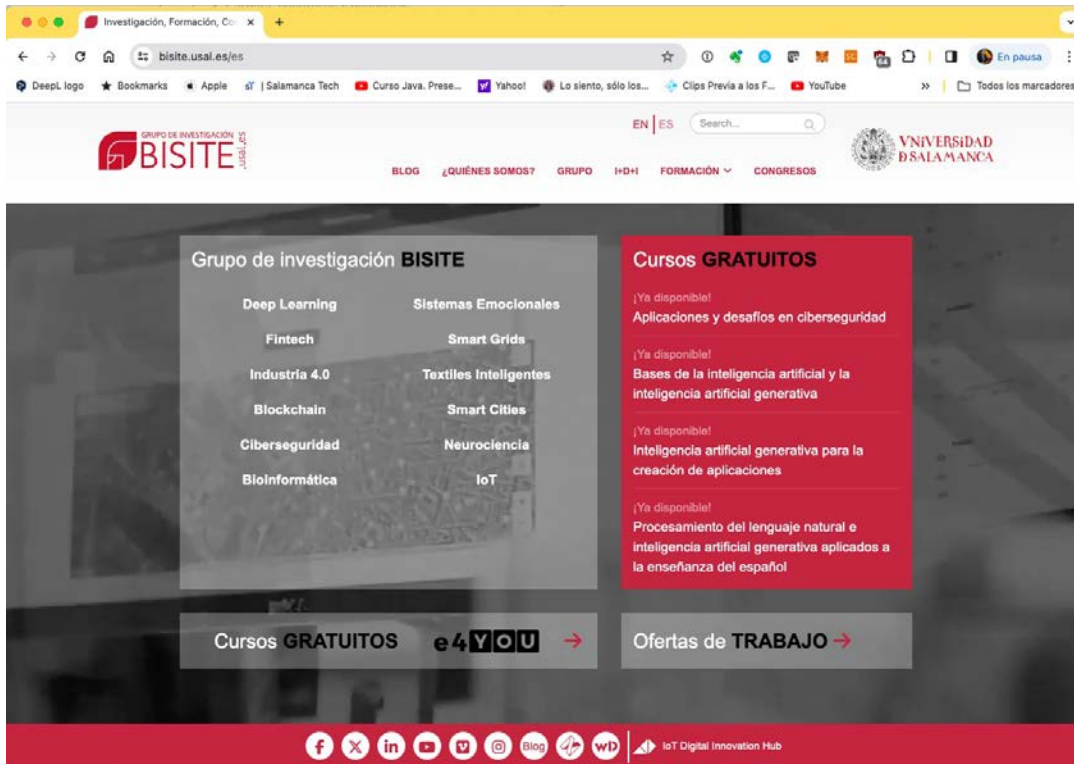 Investigación, Formación, Co
bisite.usal.es/es
64
En pausa
DeepL logo
Bookmarks
Apple
sT | Salamanca Tech
Curso Java. Prese...
Yahoo!
Lo siento, sólo los...
Clips Previa a los F...
YouTube
Todos los marcadores
GRUPO DE INVESTIGACIÓN
BISITE
.usal.es
EN | ES
Search...
VNiVERSiDAD
D SALAMANCA
BLOG ¿QUIÉNES SOMOS? GRUPO I+D+I FORMACIÓN CONGRESOS
Grupo de investigación BISITE
Deep Learning Sistemas Emocionales
Fintech Smart Grids
Industria 4.0 Textiles Inteligentes
Blockchain Smart Cities
Ciberseguridad Neurociencia
Bioinformática IoT
Cursos GRATUITOS
¡Ya disponible!
Aplicaciones y desafíos en ciberseguridad
¡Ya disponible!
Bases de la inteligencia artificial y la
inteligencia artificial generativa
¡Ya disponible!
Inteligencia artificial generativa para la
creación de aplicaciones
¡Ya disponible!
Procesamiento del lenguaje natural e
inteligencia artificial generativa aplicados a
la enseñanza del español
Cursos GRATUITOS e4YOU
Ofertas de TRABAJO
Blog
IoT Digital Innovation Hub